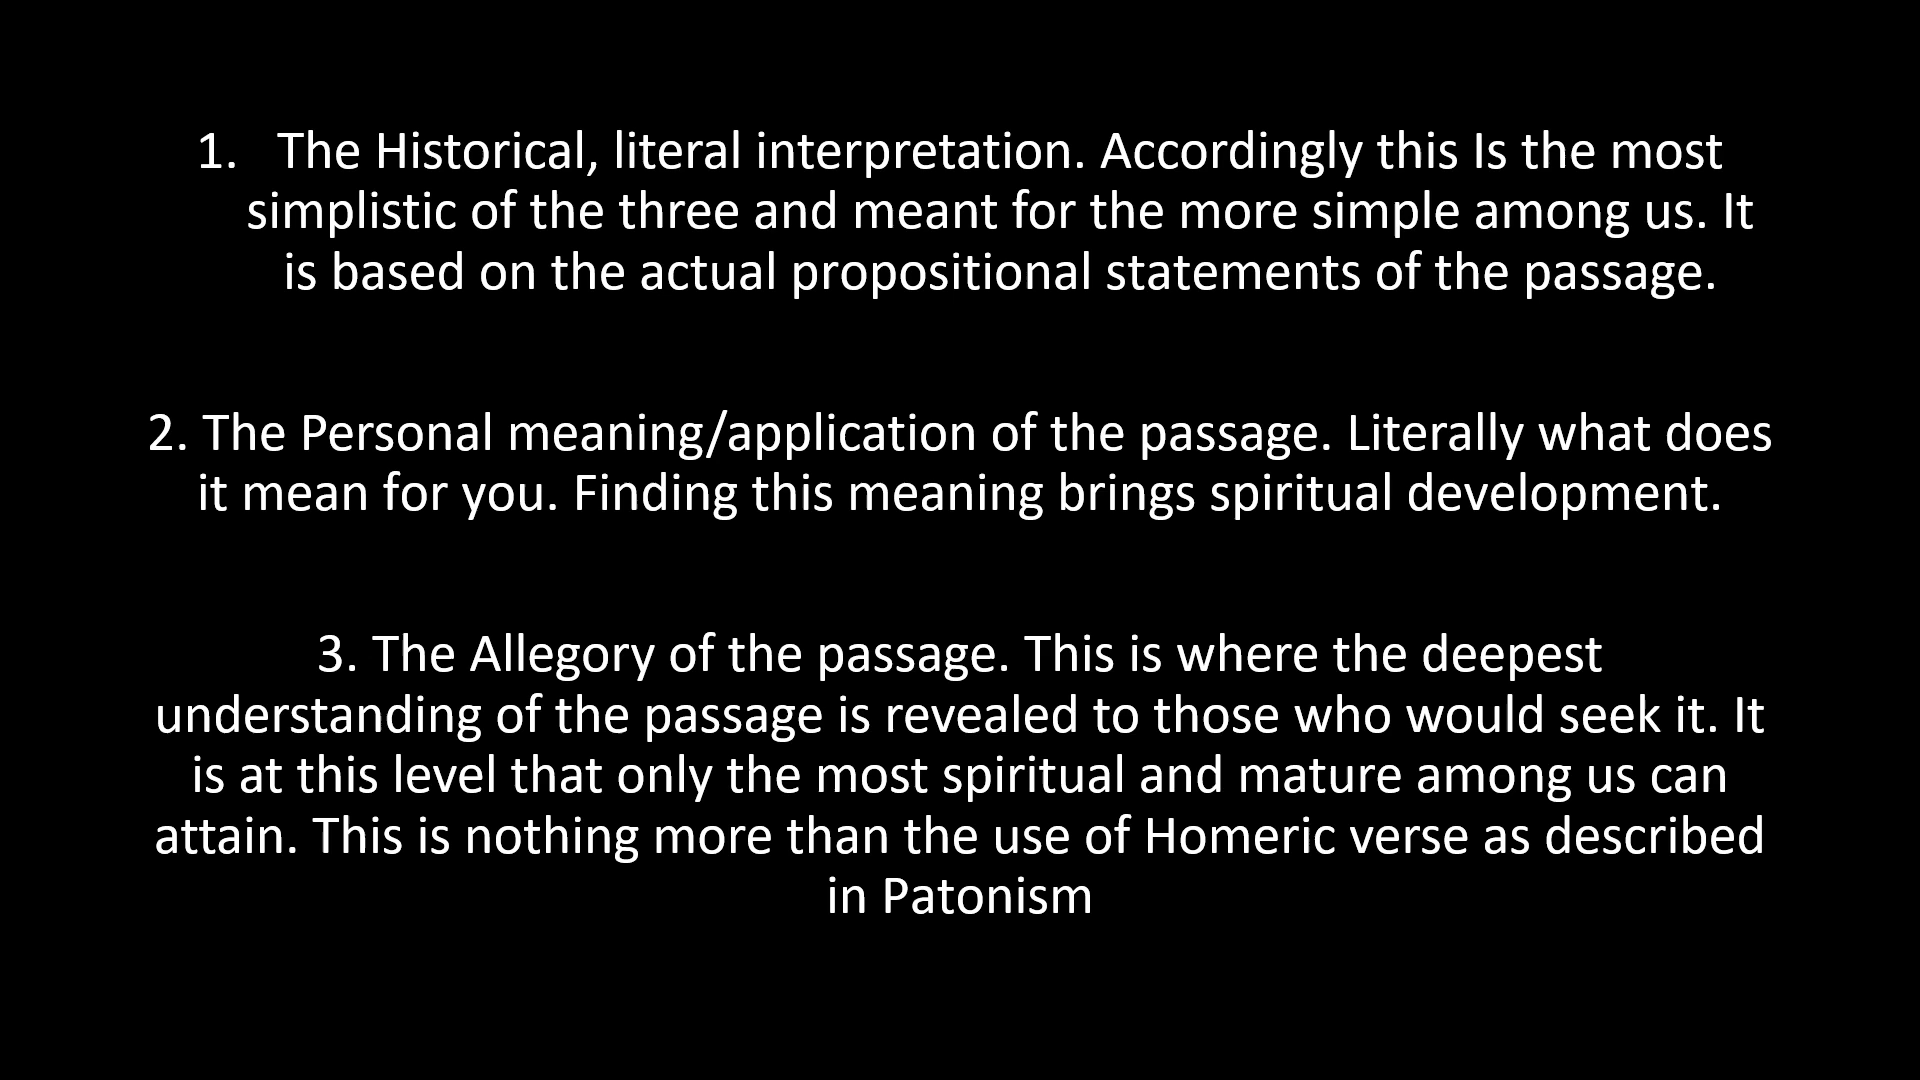 1. The Historical, literal interpretation. Accordingly this Is the most
simplistic of the three and meant for the more simple among us. It
is based on the actual propositional statements of the passage.
2. The Personal meaning/application of the passage. Literally what does
it mean for you. Finding this meaning brings spiritual development.
3. The Allegory of the passage. This is where the deepest
understanding of the passage is revealed to those who would seek it. It
is at this level that only the most spiritual and mature among us can
attain. This is nothing more than the use of Homeric verse as described
in Patonism